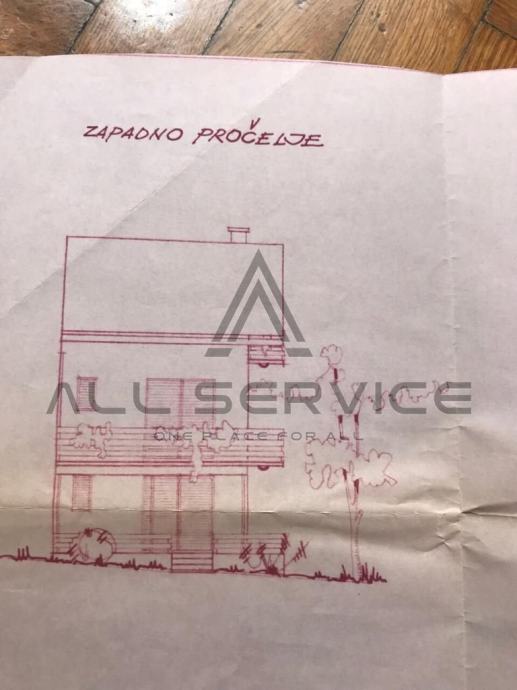 ZAPADNO PROČELJE
ALL SERVICE
ONE PLACE FOR ALL